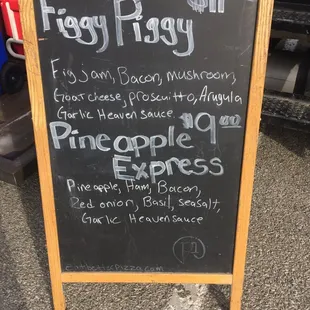 Figgy Piggy $11
Fig jam, Bacon, mushroom,
Goat cheese, prosciutto, Arugula
Garlic Heaven sauce $9.00
Pineapple
Express
Pineapple, Ham, Bacon,
Red onion, Basil, seasalt,
Garlic Heaven sauce